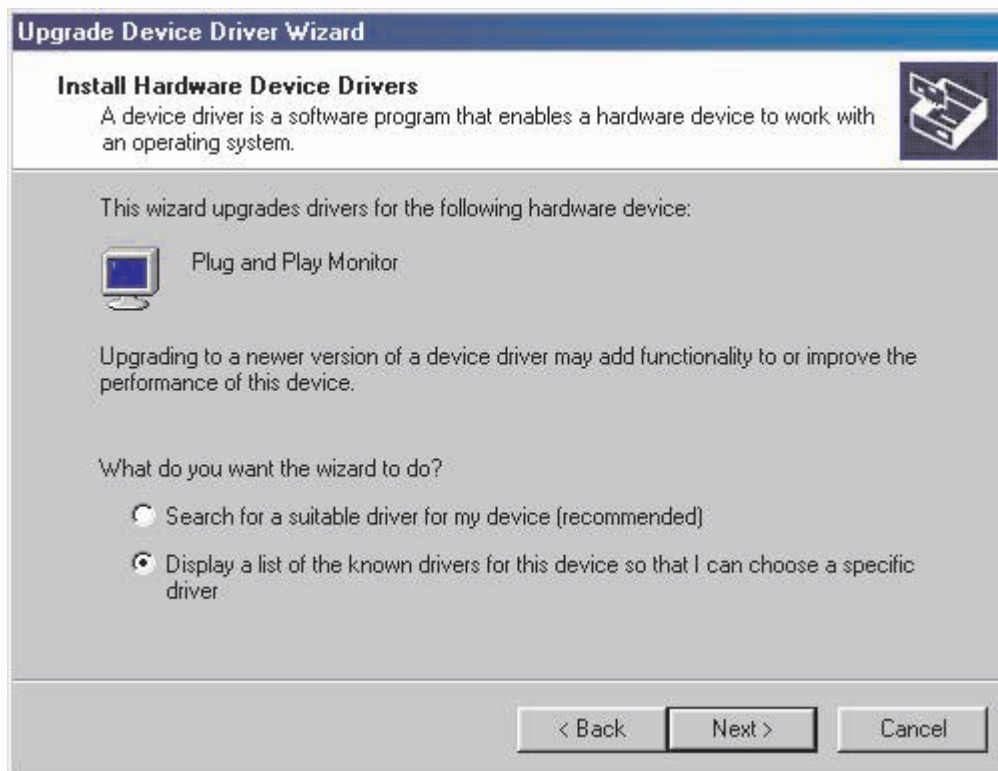 Upgrade Device Driver Wizard
Install Hardware Device Drivers
A device driver is a software program that enables a hardware device to work with
an operating system.
This wizard upgrades drivers for the following hardware device:
Plug and Play Monitor
Upgrading to a newer version of a device driver may add functionality to or improve the
performance of this device.
What do you want the wizard to do?
Search for a suitable driver for my device (recommended)
Display a list of the known drivers for this device so that I can choose a specific
driver
< Back Next > Cancel